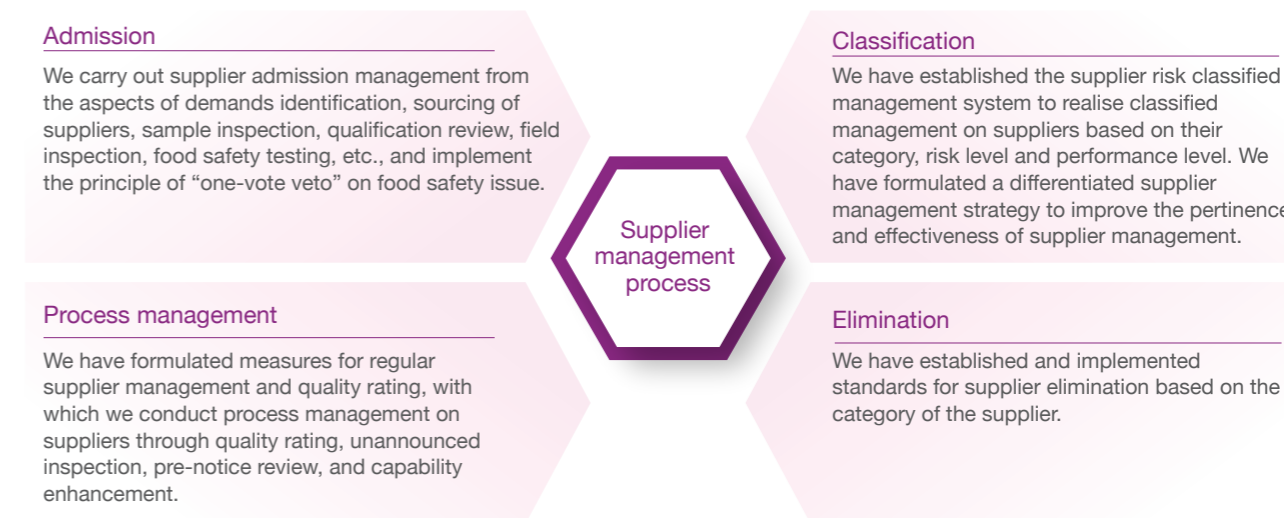 Admission
We carry out supplier admission management from
the aspects of demands identification, sourcing of
suppliers, sample inspection, qualification review, field
inspection, food safety testing, etc., and implement
the principle of “one-vote veto” on food safety issue.
Classification
We have established the supplier risk classified
management system to realise classified
management on suppliers based on their
category, risk level and performance level. We
have formulated a differentiated supplier
management strategy to improve the pertinence
and effectiveness of supplier management.
Supplier
management
process
Process management
We have formulated measures for regular
supplier management and quality rating, with
which we conduct process management on
suppliers through quality rating, unannounced
inspection, pre-notice review, and capability
enhancement.
Elimination
We have established and implemented
standards for supplier elimination based on the
category of the supplier.